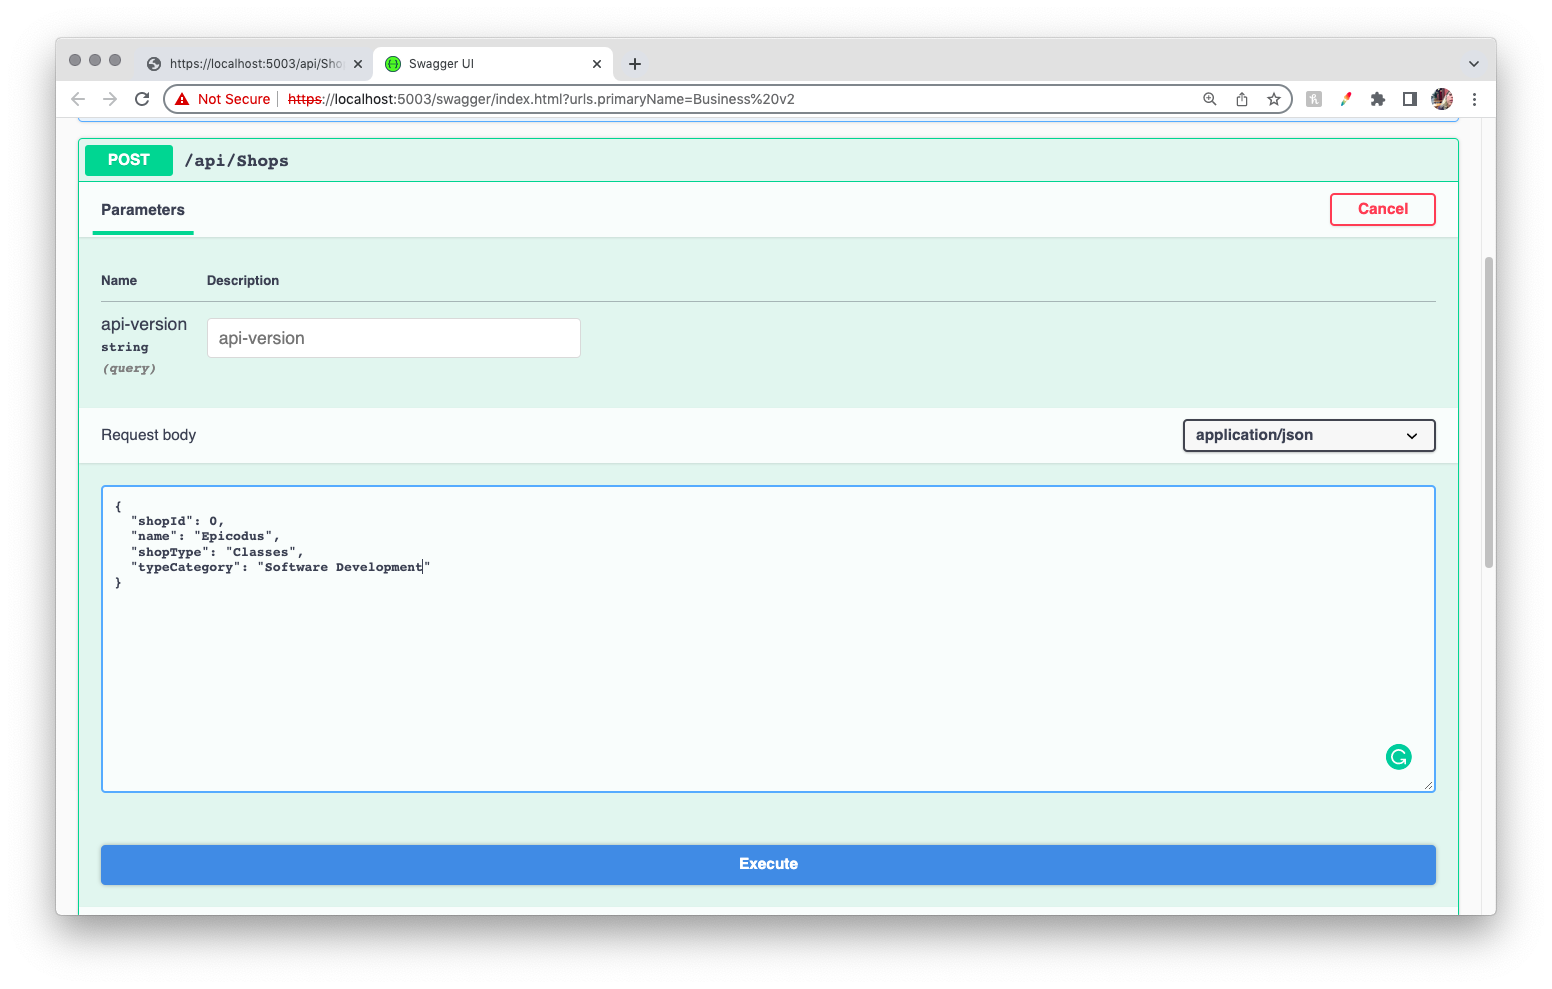 https://localhost:5003/api/Sho
Swagger UI
Not Secure https://localhost:5003/swagger/index.html?urls.primaryName=Business%20v2
POST /api/Shops
Parameters
Cancel
Name Description
api-version
string
(query)
api-version
Request body
application/json
{
"shopId": 0,
"name": "Epicodus",
"shopType": "Classes",
"typeCategory": "Software Development"
}
Execute